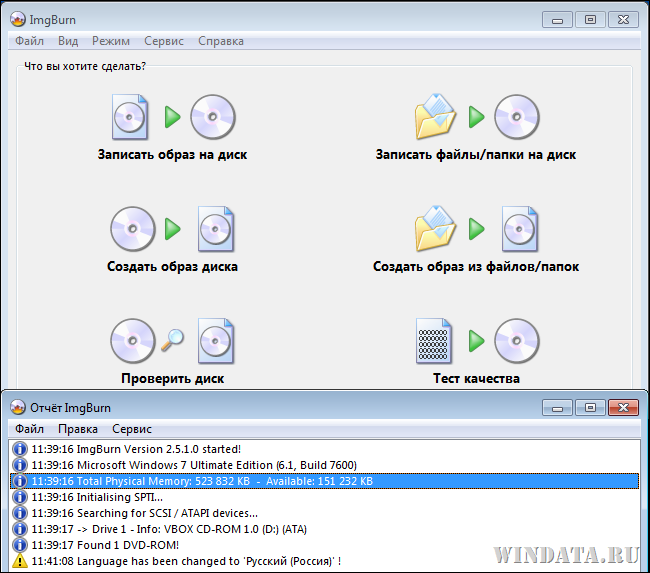 ImgBurn
Файл Вид Режим Сервис Справка
Что вы хотите сделать?
Записать образ на диск
Записать файлы/папки на диск
Создать образ диска
Создать образ из файлов/папок
Проверить диск
Тест качества
Отчёт ImgBurn
Файл Правка Сервис
11:39:16 ImgBurn Version 2.5.1.0 started!
11:39:16 Microsoft Windows 7 Ultimate Edition (6.1, Build 7600)
11:39:16 Total Physical Memory: 523 832 KB - Available: 151 232 KB
11:39:16 Initialising SPTI...
11:39:16 Searching for SCSI / ATAPI devices...
11:39:17 -> Drive 1 - Info: VBOX CD-ROM 1.0 (D:) (ATA)
11:39:17 Found 1 DVD-ROM!
11:41:08 Language has been changed to 'Русский (Россия)' !
WINDATA.RU